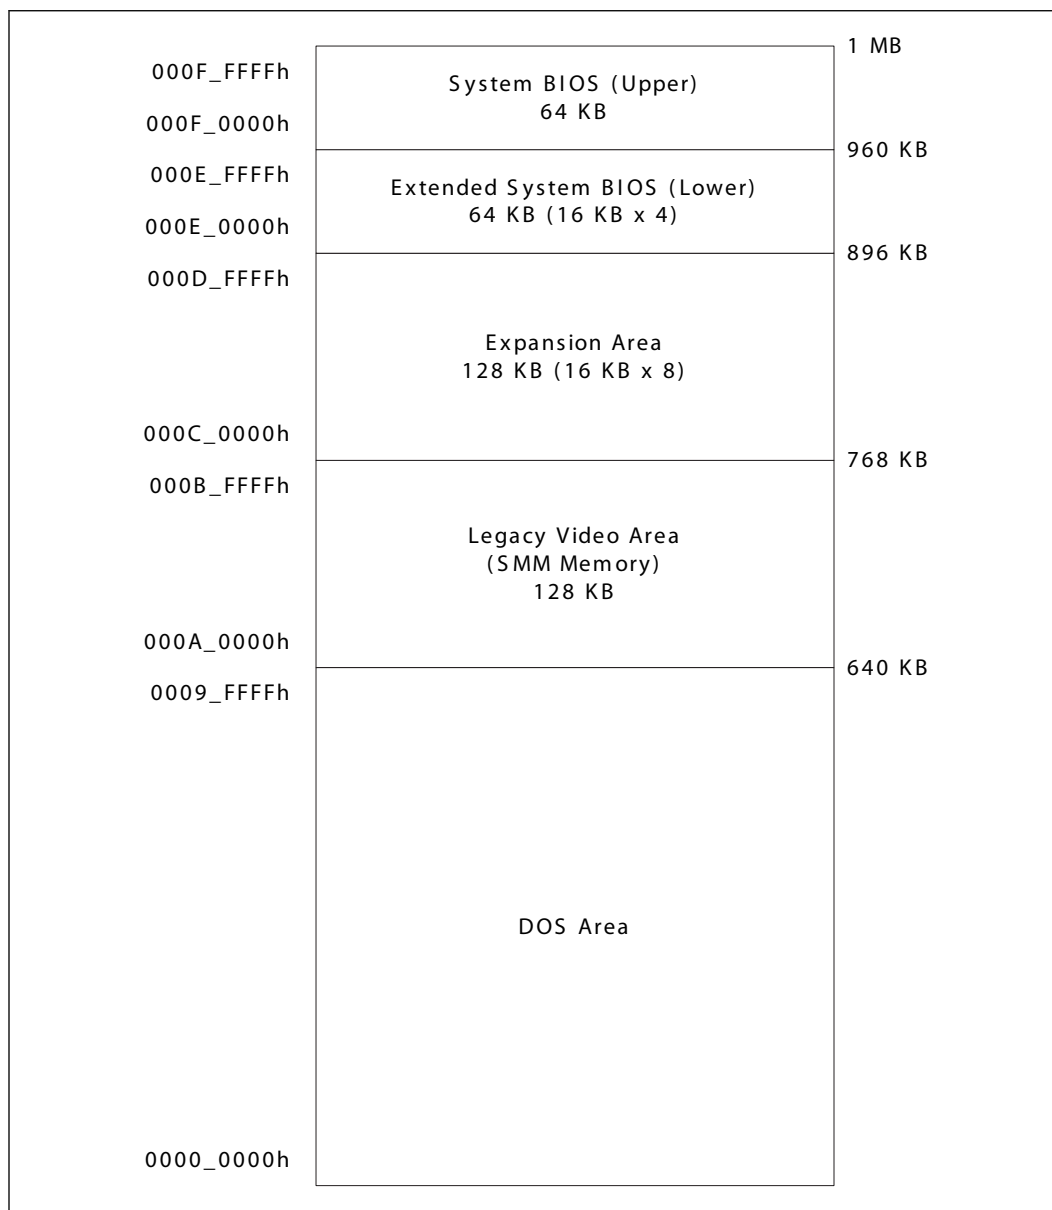 1 MB
000F_FFFFh
System BIOS (Upper)
64 KB
000F_0000h
960 KB
000E_FFFFh
Extended System BIOS (Lower)
64 KB (16 KB x 4)
000E_0000h
896 KB
000D_FFFFh
Expansion Area
128 KB (16 KB x 8)
000C_0000h
768 KB
000B_FFFFh
Legacy Video Area
(SMM Memory)
128 KB
000A_0000h
640 KB
0009_FFFFh
DOS Area
0000_0000h